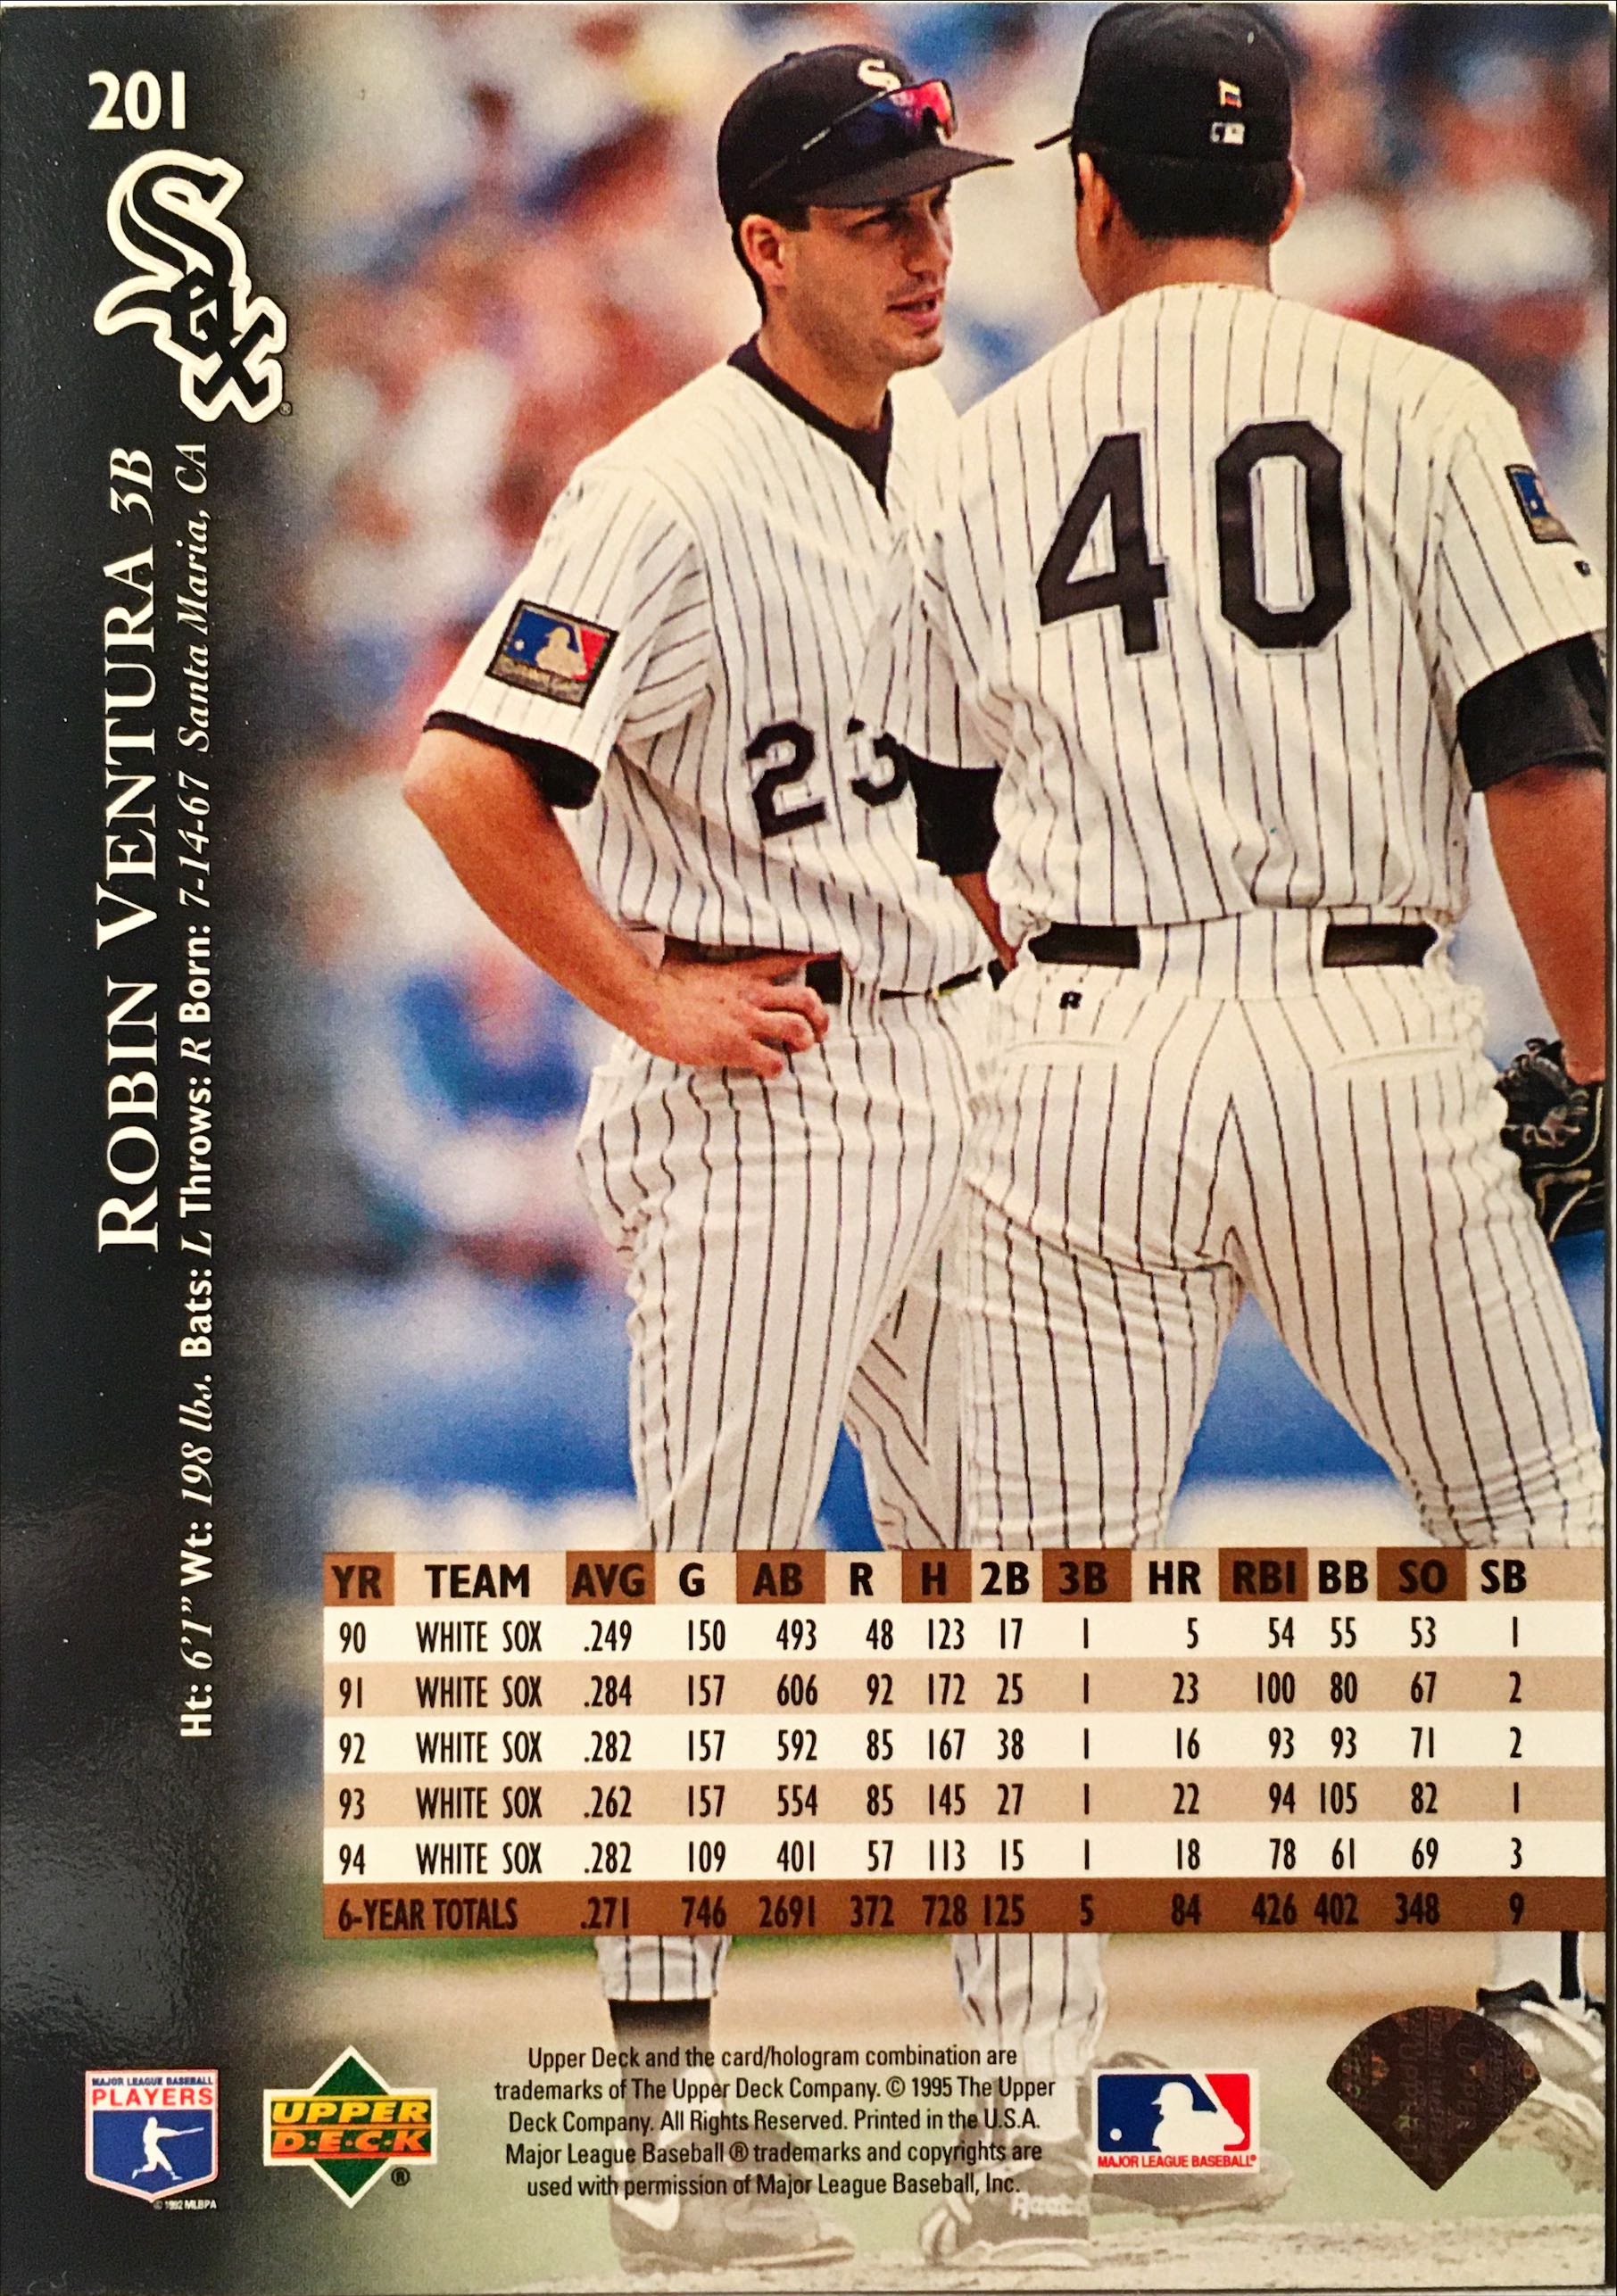 201
Sox
ROBIN VENTURA 3B
Ht: 6'1" Wt: 198 lbs. Bats: L Throws: R Born: 7-14-67 Santa Maria, CA
S
23
40
R
YR TEAM AVG G AB R H 2B 3B HR RBI BB SO SB
90 WHITE SOX .249 150 493 48 123 17 1 5 54 55 53 1
91 WHITE SOX .284 157 606 92 172 25 1 23 100 80 67 2
92 WHITE SOX .282 157 592 85 167 38 1 16 93 93 71 2
93 WHITE SOX .262 157 554 85 145 27 1 22 94 105 82 1
94 WHITE SOX .282 109 401 57 113 15 1 18 78 61 69 3
6-YEAR TOTALS .271 746 2691 372 728 125 5 84 426 402 348 9
MAJOR LEAGUE BASEBALL
PLAYERS
© 1992 MLBPA
UPPER
D·E·C·K
®
Upper Deck and the card/hologram combination are
trademarks of The Upper Deck Company. © 1995 The Upper
Deck Company. All Rights Reserved. Printed in the U.S.A.
Major League Baseball ® trademarks and copyrights are
used with permission of Major League Baseball, Inc.
MAJOR LEAGUE BASEBALL®
Reebok